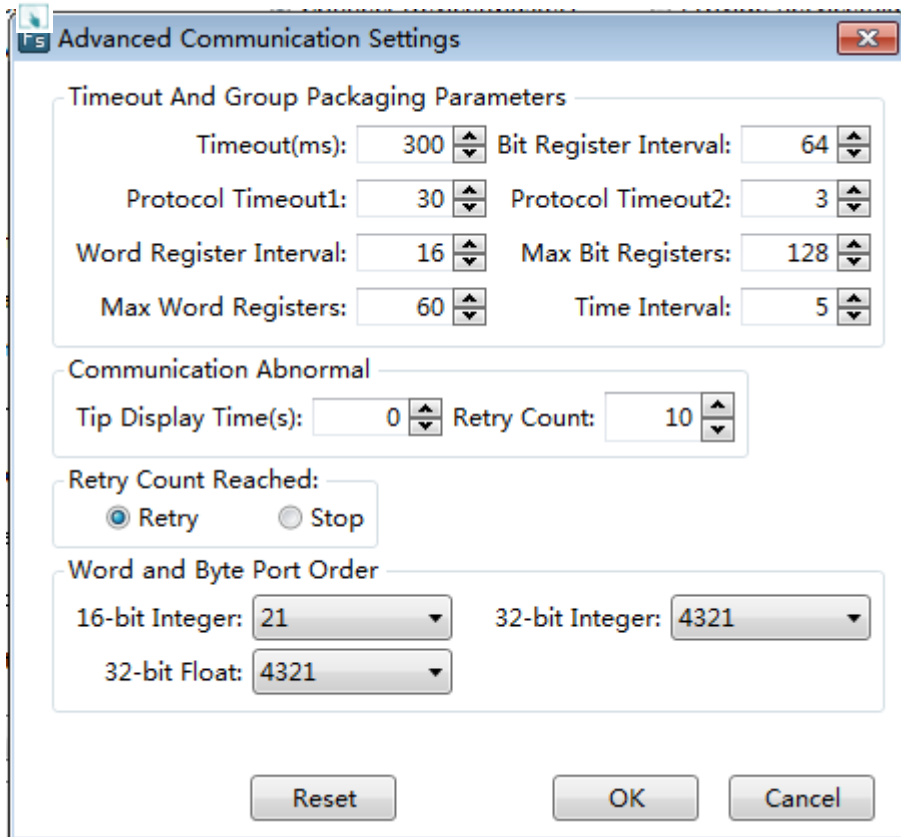 Advanced Communication Settings
Timeout And Group Packaging Parameters
Timeout(ms): 300 Bit Register Interval: 64
Protocol Timeout1: 30 Protocol Timeout2: 3
Word Register Interval: 16 Max Bit Registers: 128
Max Word Registers: 60 Time Interval: 5
Communication Abnormal
Tip Display Time(s): 0 Retry Count: 10
Retry Count Reached:
Retry Stop
Word and Byte Port Order
16-bit Integer: 21 32-bit Integer: 4321
32-bit Float: 4321
Reset OK Cancel